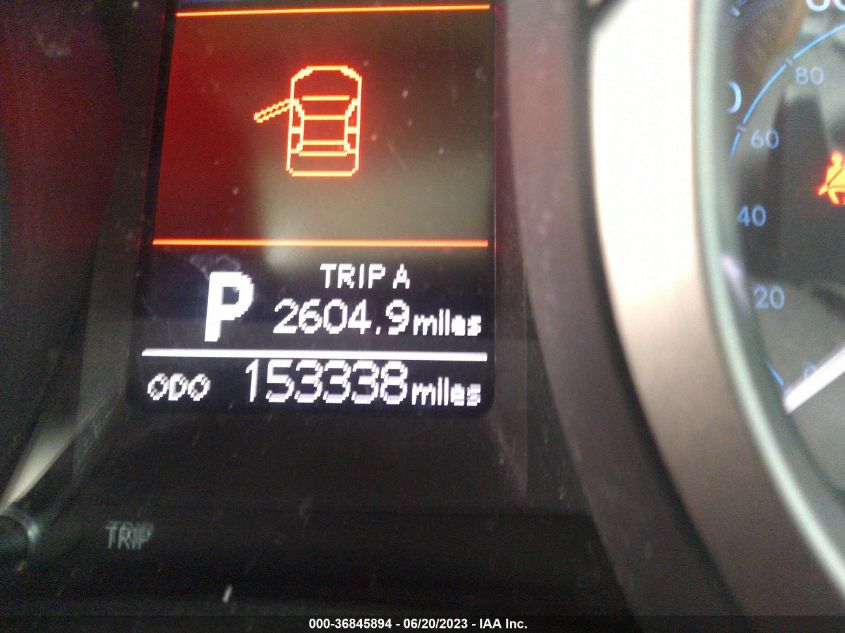 80
60
40
20
TRIP A
P 2604.9 miles
ODO 153338 miles
TRIP
000-36845894 - 06/20/2023 - IAA Inc.